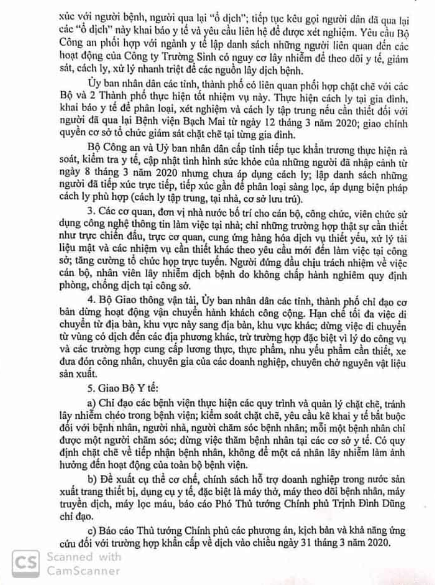 xúc với người bệnh, người qua lại “ổ dịch”; tiếp tục kêu gọi người dân đã qua lại
các “ổ dịch” này khai báo y tế và yêu cầu liên hệ để được xét nghiệm. Yêu cầu Bộ
Công an phối hợp với ngành y tế lập danh sách những người liên quan đến các
hoạt động của Công ty Trường Sinh có nguy cơ lây nhiễm để theo dõi y tế, giám
sát, cách ly, xử lý nhanh triệt để các nguồn lây dịch bệnh.
Ủy ban nhân dân các tỉnh, thành phố có liên quan phối hợp chặt chẽ với các
Bộ và 2 Thành phố thực hiện tốt nhiệm vụ này. Thực hiện cách ly tại gia đình,
khai báo y tế để phân loại, xét nghiệm và cách ly tập trung nếu cần thiết đối với
người đã qua lại Bệnh viện Bạch Mai từ ngày 12 tháng 3 năm 2020; giao chính
quyền cơ sở tổ chức giám sát chặt chẽ tại từng gia đình.
Bộ Công an và Uỷ ban nhân dân cấp tỉnh tiếp tục khẩn trương thực hiện rà
soát, kiểm tra y tế, cập nhật tình hình sức khỏe của những người đã nhập cảnh từ
ngày 8 tháng 3 năm 2020 nhưng chưa áp dụng cách ly; lập danh sách những
người đã tiếp xúc trực tiếp, tiếp xúc gần để phân loại sàng lọc, áp dụng biện pháp
cách ly phù hợp (cách ly tập trung, tại nhà, cơ sở lưu trú).
3. Các cơ quan, đơn vị nhà nước bố trí cho cán bộ, công chức, viên chức sử
dụng công nghệ thông tin làm việc tại nhà; chỉ những trường hợp thật sự cần thiết
như trực chiến đấu, trực cơ quan, cung ứng hàng hóa dịch vụ thiết yếu, xử lý tài
liệu mật và các nhiệm vụ cần thiết khác theo yêu cầu mới đến làm việc tại công
sở; tăng cường tổ chức họp trực tuyến. Người đứng đầu chịu trách nhiệm về việc
cán bộ, nhân viên lây nhiễm dịch bệnh do không chấp hành nghiêm quy định
phòng, chống dịch tại công sở.
4. Bộ Giao thông vận tải, Ủy ban nhân dân các tỉnh, thành phố chỉ đạo cơ
bản dừng hoạt động vận chuyển hành khách công cộng. Hạn chế tối đa việc di
chuyển từ địa bàn, khu vực này sang địa bàn, khu vực khác; dừng việc di chuyển
từ vùng có dịch đến các địa phương khác, trừ trường hợp đặc biệt vì lý do công vụ
và các trường hợp cung cấp lương thực, thực phẩm, nhu yếu phẩm cần thiết, xe
đưa đón công nhân, chuyên gia của các doanh nghiệp, chuyên chở nguyên vật liệu
sản xuất.
5. Giao Bộ Y tế:
a) Chỉ đạo các bệnh viện thực hiện các quy trình và quản lý chặt chẽ, tránh
lây nhiễm chéo trong bệnh viện; kiểm soát chặt chẽ, yêu cầu kê khai y tế bắt buộc
đối với bệnh nhân, người nhà, người chăm sóc bệnh nhân; mỗi một bệnh nhân chỉ
được một người chăm sóc; dừng việc thăm bệnh nhân tại các cơ sở y tế. Có quy
định chặt chẽ về tiếp nhận bệnh nhân, không để một cá nhân lây nhiễm làm ảnh
hưởng đến hoạt động của toàn bộ bệnh viện.
b) Đề xuất cụ thể cơ chế, chính sách hỗ trợ doanh nghiệp trong nước sản
xuất trang thiết bị, dụng cụ y tế, đặc biệt là máy thở, máy theo dõi bệnh nhân, máy
truyền dịch, máy lọc máu, báo cáo Phó Thủ tướng Chính phủ Trịnh Đình Dũng
chỉ đạo.
c) Báo cáo Thủ tướng Chính phủ các phương án, kịch bản và khả năng ứng
cứu đối với trường hợp khẩn cấp về dịch vào chiều ngày 31 tháng 3 năm 2020.
CS Scanned with
CamScanner